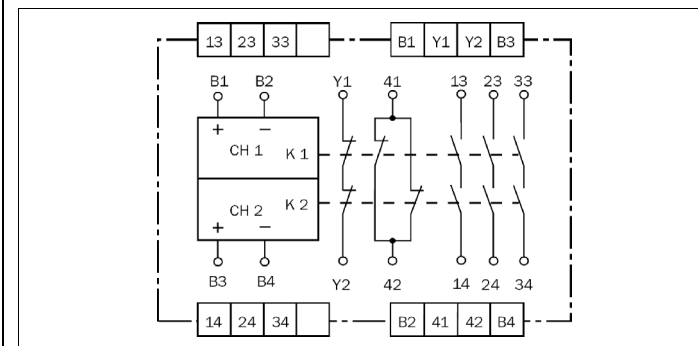 13 23 33 B1 Y1 Y2 B3
B1 B2 Y1 41 13 23 33
+ −
CH 1 K 1
CH 2 K 2
+ −
B3 B4 Y2 42 14 24 34
14 24 34 B2 41 42 B4